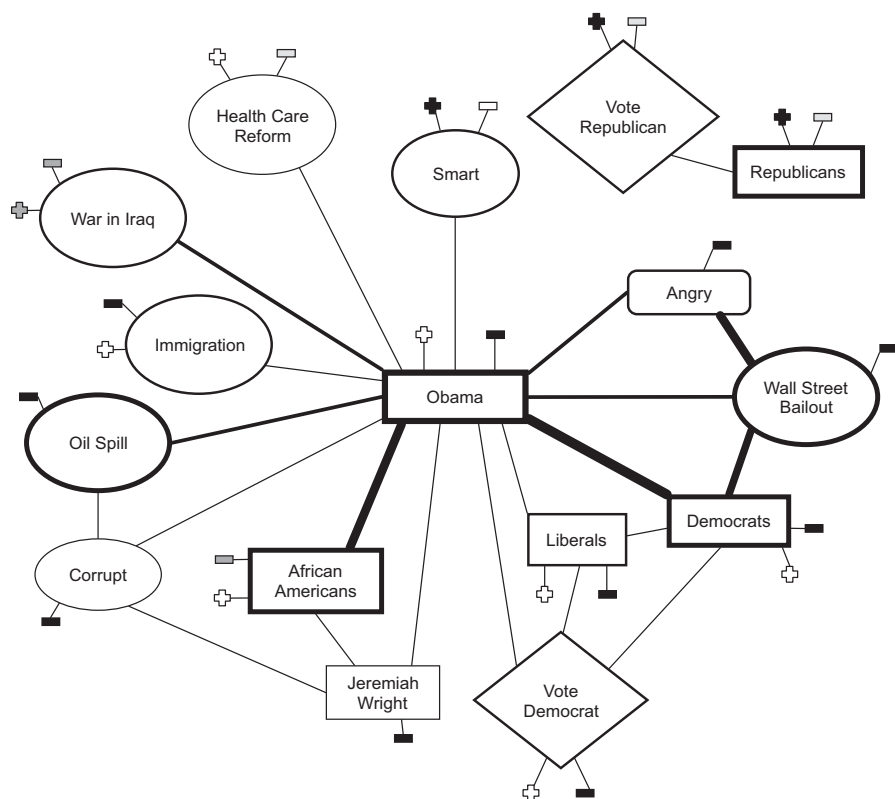 Health Care
Reform
Vote
Republican
Smart
Republicans
War in Iraq
Angry
Immigration
Obama
Wall Street
Bailout
Oil Spill
Democrats
Liberals
Corrupt
African
Americans
Jeremiah
Wright
Vote
Democrat